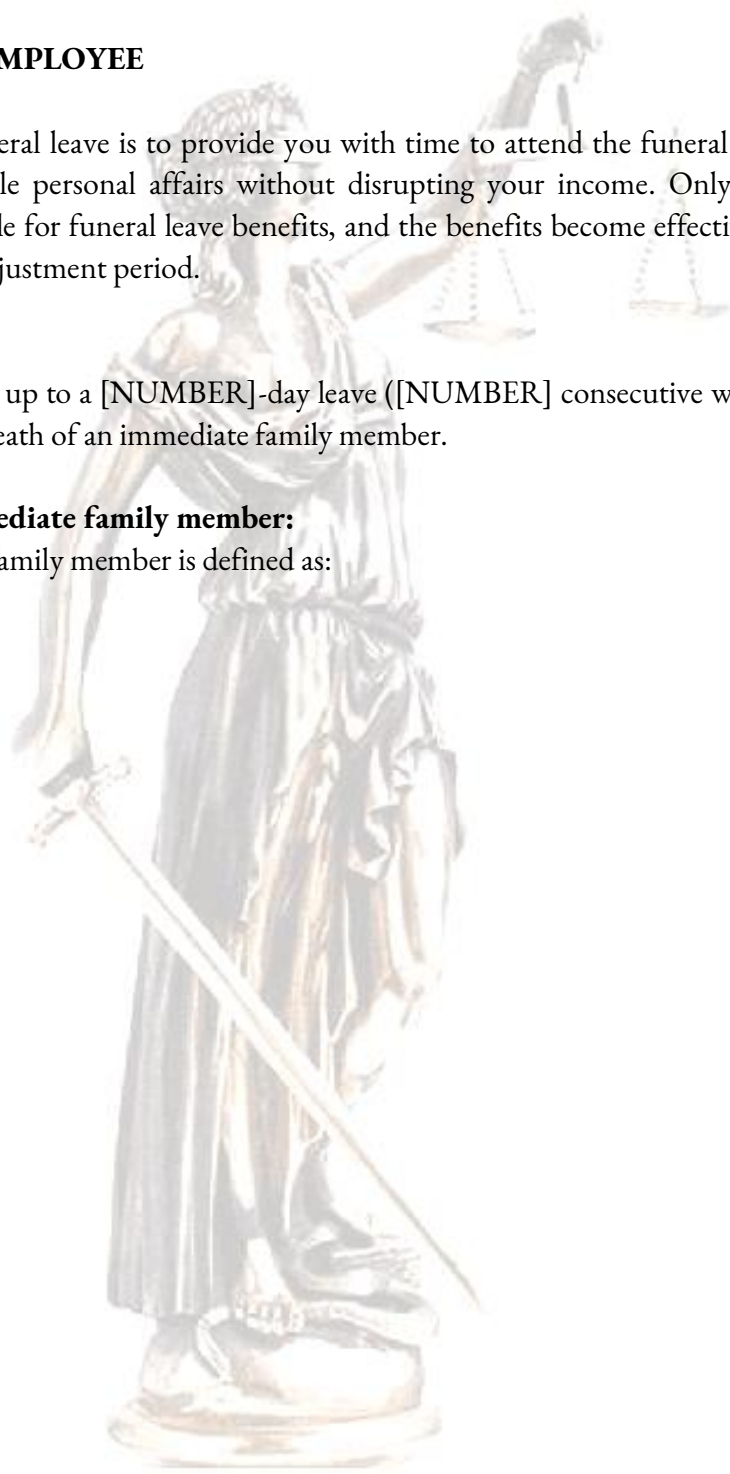 MPLOYEE
eral leave is to provide you with time to attend the funeral
le personal affairs without disrupting your income. Only
le for funeral leave benefits, and the benefits become effecti
justment period.
up to a [NUMBER]-day leave ([NUMBER] consecutive w
eath of an immediate family member.
ediate family member:
amily member is defined as: